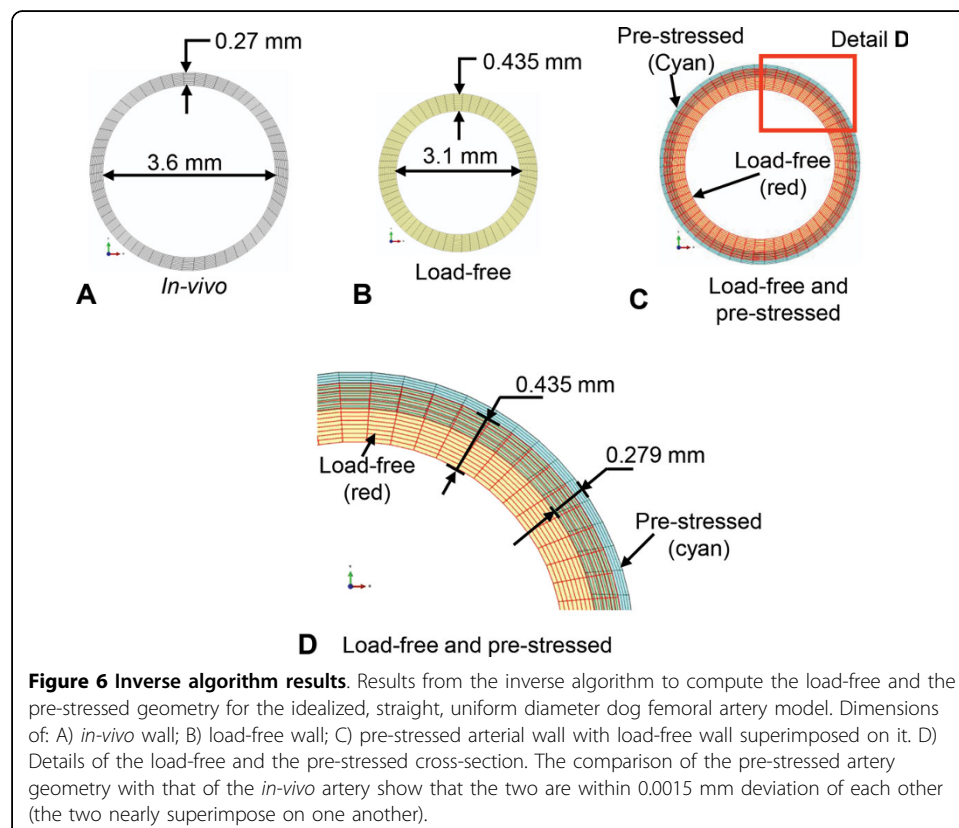 0.27 mm
3.6 mm
A
In-vivo
0.435 mm
3.1 mm
B
Load-free
Pre-stressed
(Cyan)
Detail D
Load-free
(red)
C
Load-free and
pre-stressed
0.435 mm
0.279 mm
Load-free
(red)
Pre-stressed
(cyan)
D Load-free and pre-stressed
Figure 6 Inverse algorithm results. Results from the inverse algorithm to compute the load-free and the
pre-stressed geometry for the idealized, straight, uniform diameter dog femoral artery model. Dimensions
of: A) in-vivo wall; B) load-free wall; C) pre-stressed arterial wall with load-free wall superimposed on it. D)
Details of the load-free and the pre-stressed cross-section. The comparison of the pre-stressed artery
geometry with that of the in-vivo artery show that the two are within 0.0015 mm deviation of each other
(the two nearly superimpose on one another).